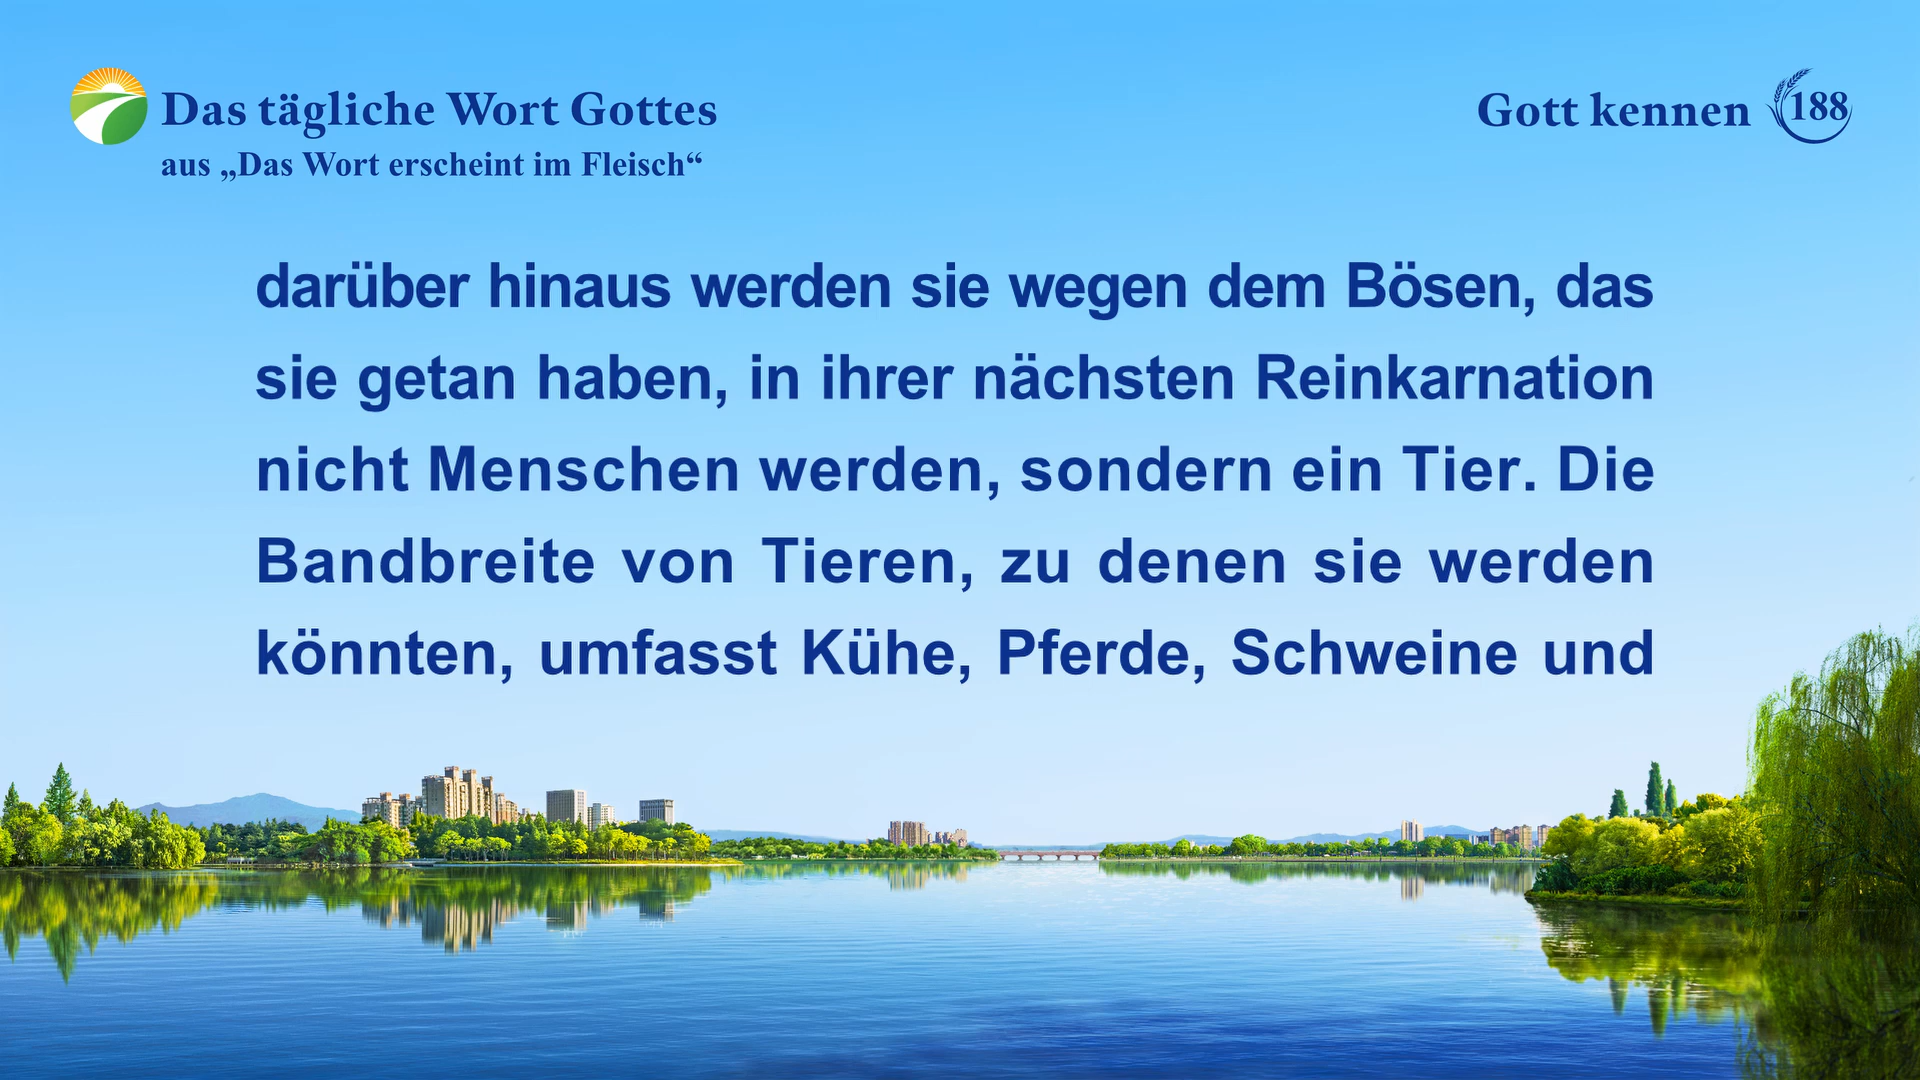 Das tägliche Wort Gottes
aus „Das Wort erscheint im Fleisch“
Gott kennen 188
darüber hinaus werden sie wegen dem Bösen, das
sie getan haben, in ihrer nächsten Reinkarnation
nicht Menschen werden, sondern ein Tier. Die
Bandbreite von Tieren, zu denen sie werden
könnten, umfasst Kühe, Pferde, Schweine und